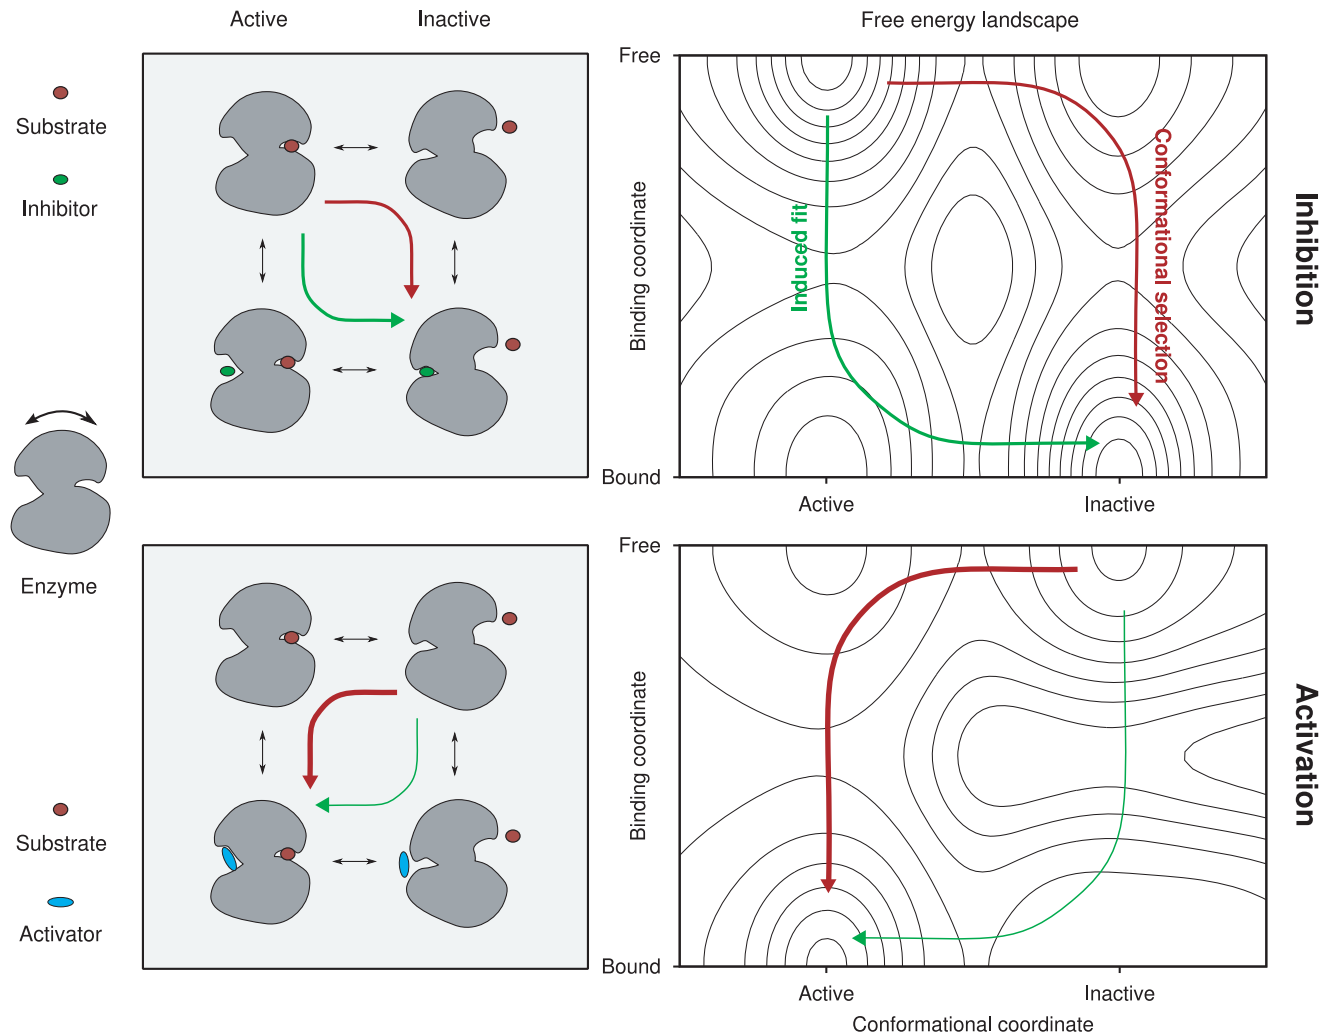 Active
Inactive
Free energy landscape
Substrate
Inhibitor
Enzyme
Substrate
Activator
Free
Binding coordinate
Bound
Induced fit
Conformational selection
Active
Inactive
Inhibition
Free
Binding coordinate
Bound
Active
Inactive
Conformational coordinate
Activation